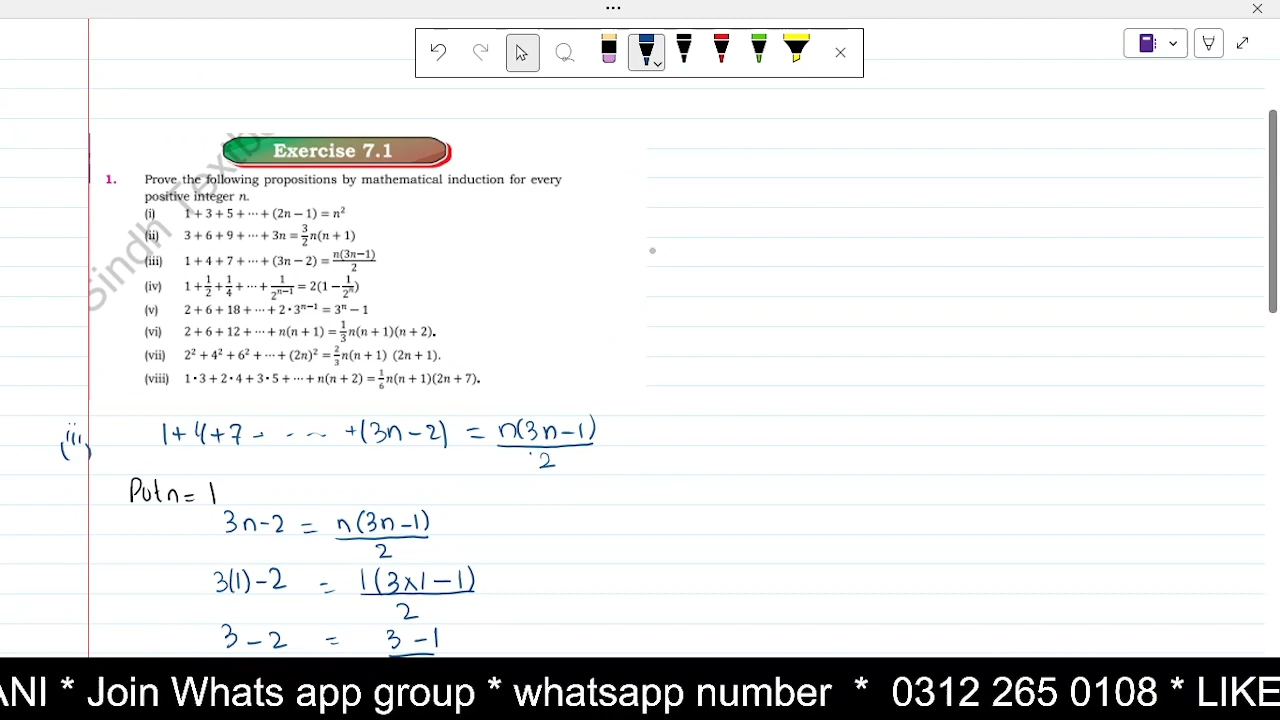 Exercise 7.1
1. Prove the following propositions by mathematical induction for every
positive integer n.
(i) 1 + 3 + 5 + ⋯ + (2n − 1) = n²
(ii) 3 + 6 + 9 + ⋯ + 3n = 3/2 n(n + 1)
(iii) 1 + 4 + 7 + ⋯ + (3n − 2) = n(3n−1)/2
(iv) 1 + 1/2 + 1/4 + ⋯ + 1/2ⁿ⁻¹ = 2(1 − 1/2ⁿ)
(v) 2 + 6 + 18 + ⋯ + 2 • 3ⁿ⁻¹ = 3ⁿ − 1
(vi) 2 + 6 + 12 + ⋯ + n(n + 1) = 1/3 n(n + 1)(n + 2).
(vii) 2² + 4² + 6² + ⋯ + (2n)² = 2/3 n(n + 1) (2n + 1).
(viii) 1 • 3 + 2 • 4 + 3 • 5 + ⋯ + n(n + 2) = 1/6 n(n + 1)(2n + 7).
Sindh Textb
(iii) 1 + 4 + 7 + ⋯ ⋯ + (3n − 2) = n(3n − 1)/2
Put n = 1
3n − 2 = n(3n − 1)/2
3(1) − 2 = 1(3×1 − 1)/2
3 − 2 = 3 − 1
ANI * Join Whats app group * whatsapp number * 0312 265 0108 * LIKE